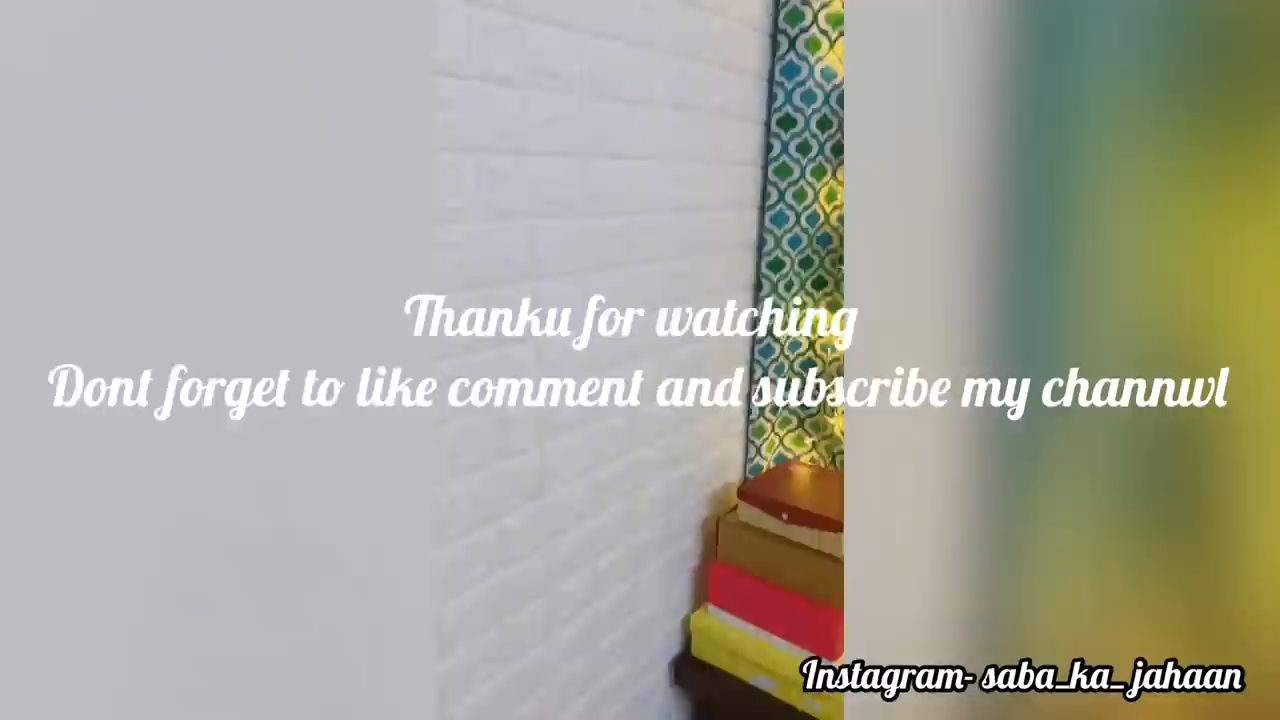 Thanku for watching
Dont forget to like comment and subscribe my channwl
Instagram- saba_ka_jahaan